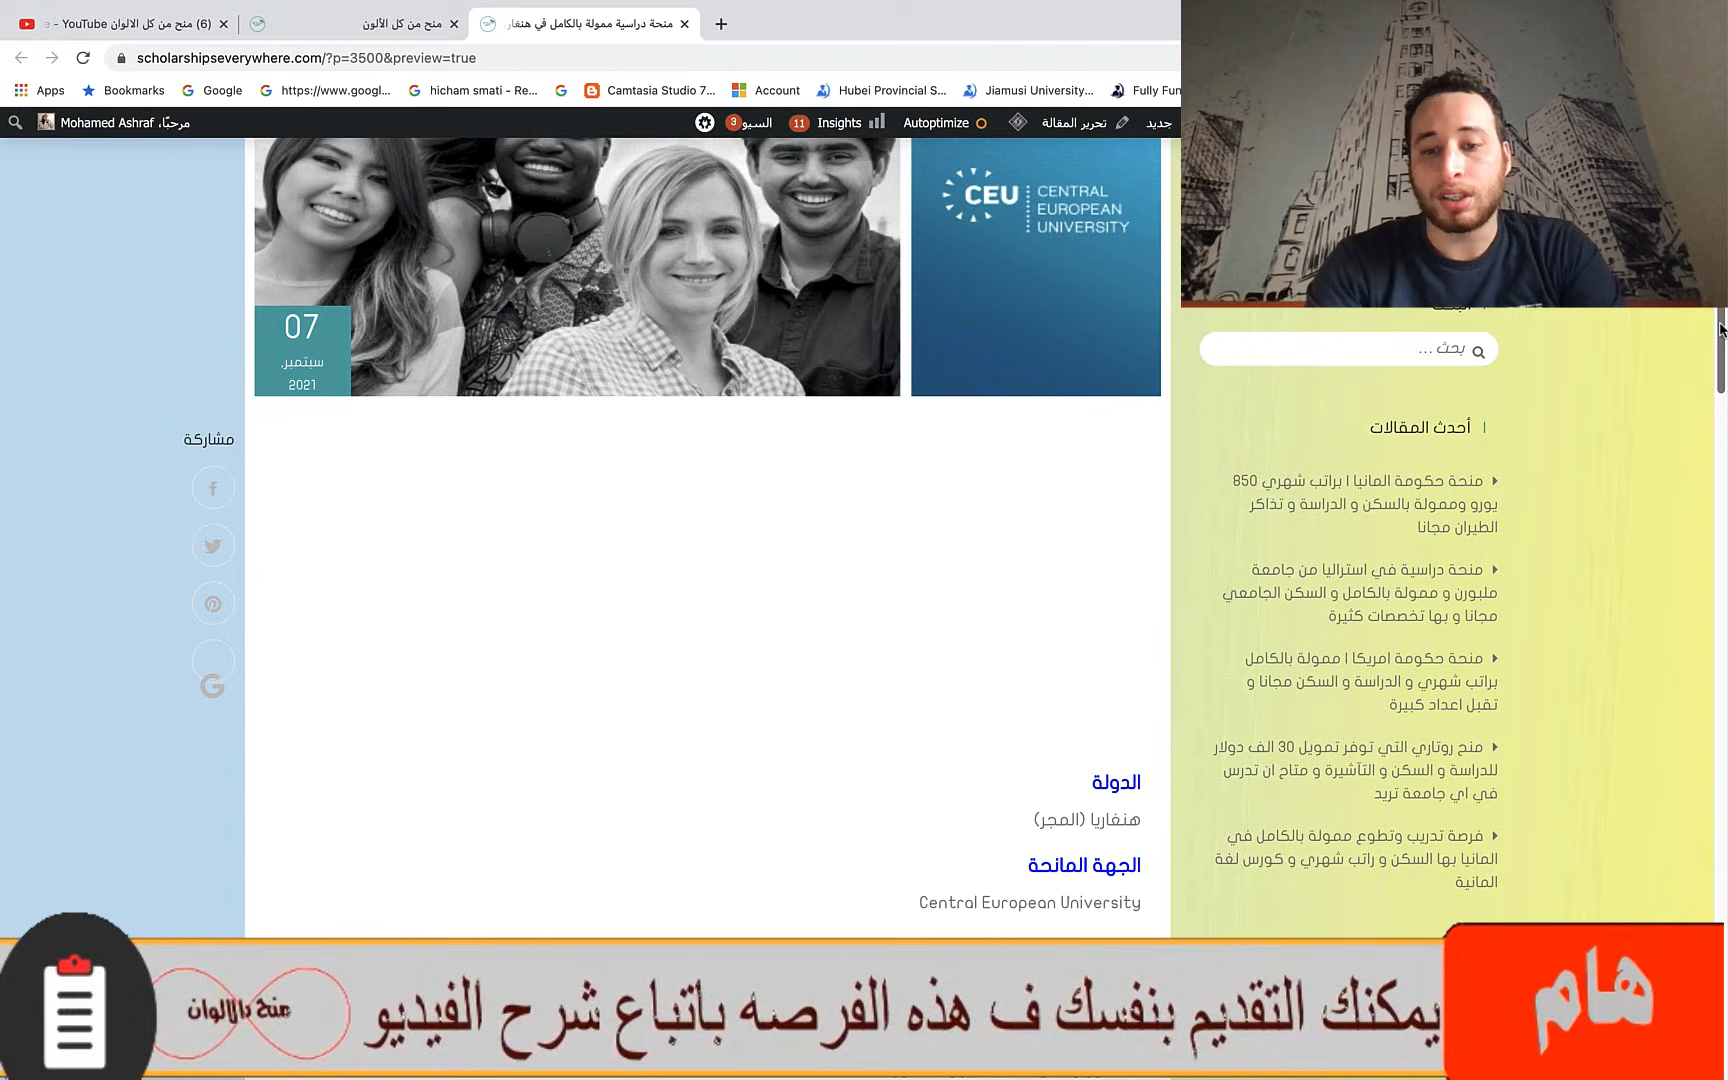 (6) منح من كل الالوان - YouTube
منح من كل الألوان
منحة دراسية ممولة بالكامل في هنغار
scholarshipseverywhere.com/?p=3500&preview=true
Apps
Bookmarks
Google
https://www.googl...
hicham smati - Re...
Camtasia Studio 7...
Account
Hubei Provincial S...
Jiamusi University...
Fully Fun
مرحبًا، Mohamed Ashraf
السيو 3
11 Insights
Autoptimize
تحرير المقالة
جديد
CEU
CENTRAL
EUROPEAN
UNIVERSITY
07
سبتمبر,
2021
مشاركة
بحث ...
أحدث المقالات
منحة حكومة المانيا | براتب شهري 850
يورو وممولة بالسكن و الدراسة و تذاكر
الطيران مجانا
منحة دراسية في استراليا من جامعة
ملبورن و ممولة بالكامل و السكن الجامعي
مجانا و بها تخصصات كثيرة
منحة حكومة امريكا | ممولة بالكامل
براتب شهري و الدراسة و السكن مجانا و
تقبل اعداد كبيرة
منح روتاري التي توفر تمويل 30 الف دولار
للدراسة و السكن و التآشيرة و متاح ان تدرس
في اي جامعة تريد
فرصة تدريب وتطوع ممولة بالكامل في
المانيا بها السكن و راتب شهري و كورس لغة
المانية
الدولة
هنغاريا (المجر)
الجهة المانحة
Central European University
هام
يمكنك التقديم بنفسك ف هذه الفرصه باتباع شرح الفيديو